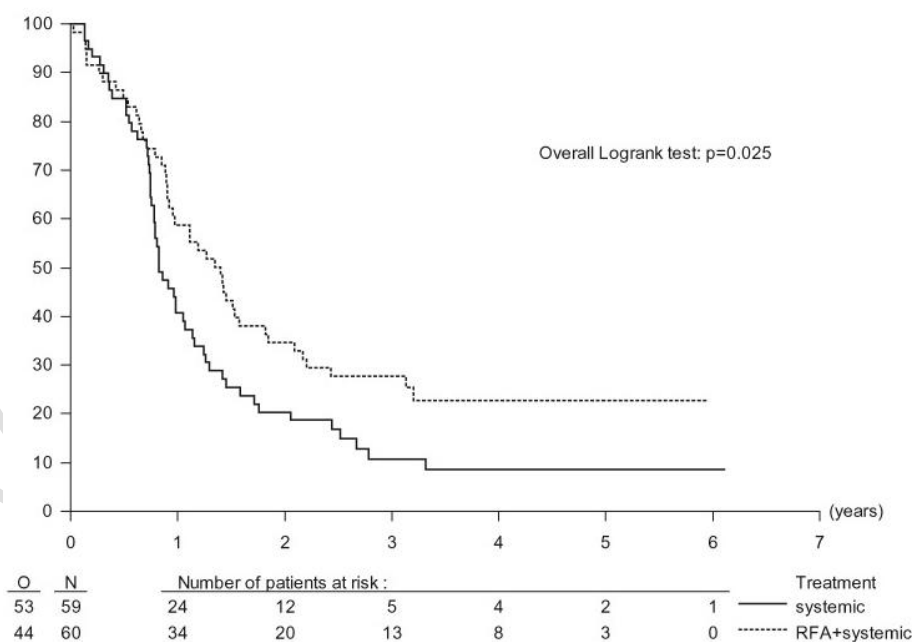 100
90
80
70
60
50
40
30
20
10
0
Overall Logrank test: p=0.025
(years)
0 1 2 3 4 5 6 7
O N Number of patients at risk : Treatment
53 59 24 12 5 4 2 1 systemic
44 60 34 20 13 8 3 0 RFA+systemic